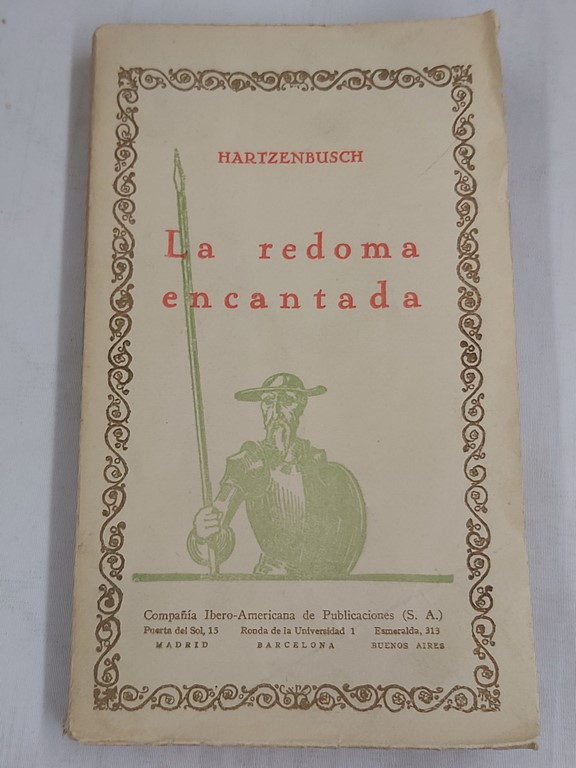 HARTZENBUSCH
La redoma
encantada
Compañía Ibero-Americana de Publicaciones (S. A.)
Puerta del Sol, 15 Ronda de la Universidad 1 Esmeralda, 313
MADRID BARCELONA BUENOS AIRES